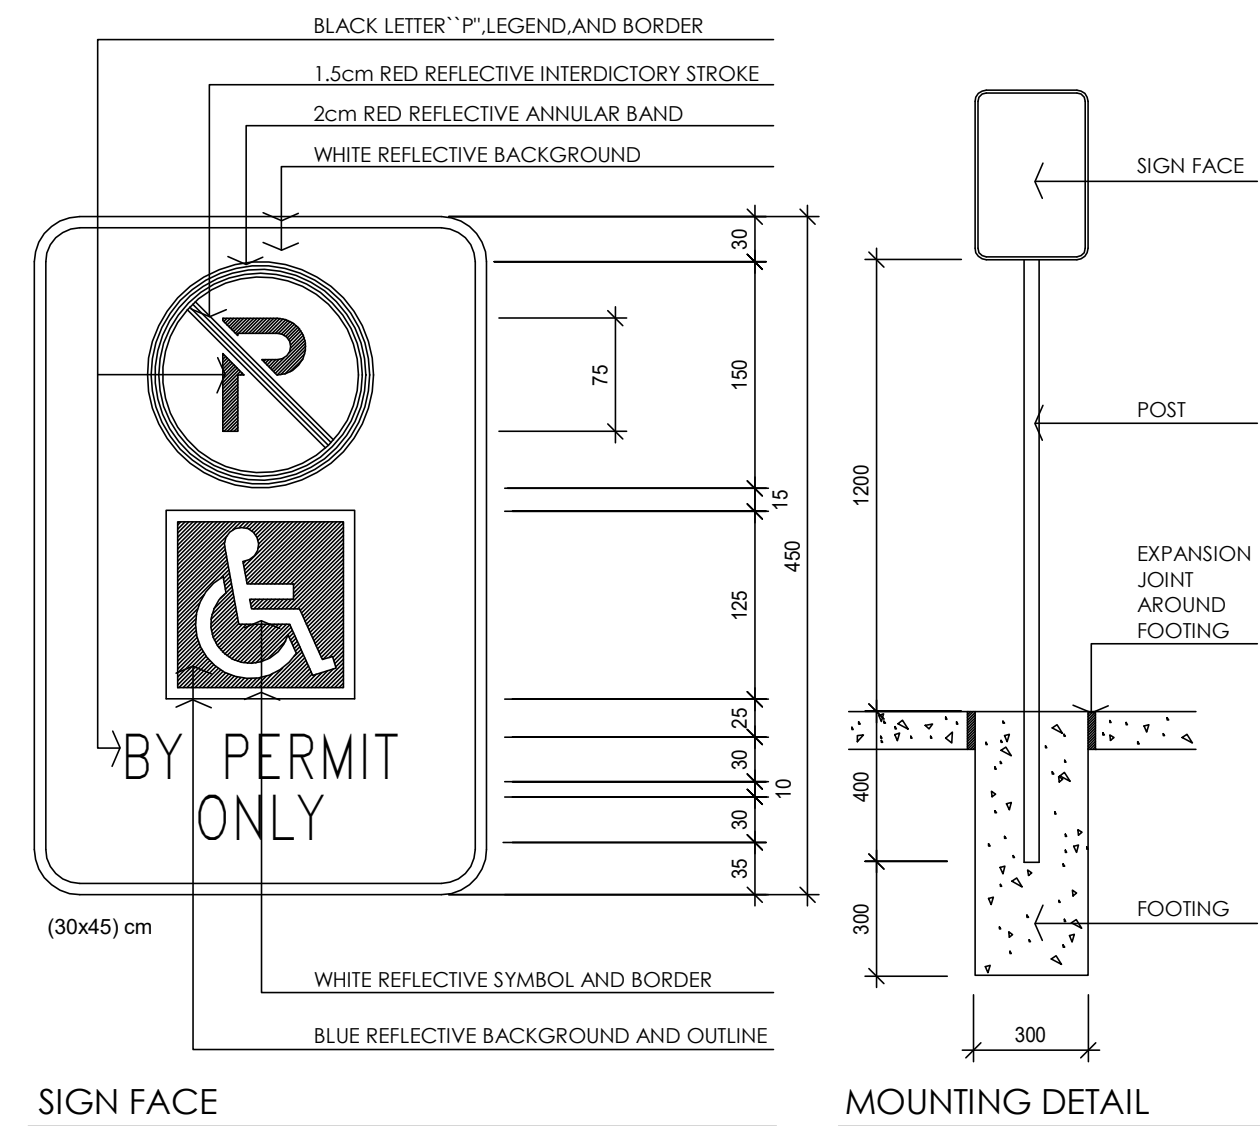 BLACK LETTER``P",LEGEND,AND BORDER
1.5cm RED REFLECTIVE INTERDICTORY STROKE
2cm RED REFLECTIVE ANNULAR BAND
WHITE REFLECTIVE BACKGROUND
P
BY PERMIT
ONLY
30
150
75
15
450
125
25
30
10
30
35
(30x45) cm
WHITE REFLECTIVE SYMBOL AND BORDER
BLUE REFLECTIVE BACKGROUND AND OUTLINE
SIGN FACE
SIGN FACE
POST
1200
EXPANSION
JOINT
AROUND
FOOTING
400
300
FOOTING
300
MOUNTING DETAIL